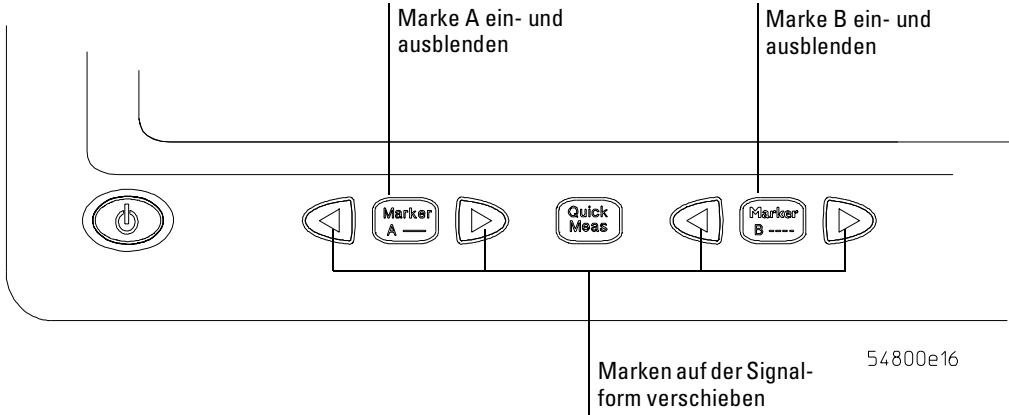 Marke A ein- und
ausblenden
Marke B ein- und
ausblenden
Marker
A —
Quick
Meas
Marker
B ----
54800e16
Marken auf der Signal-
form verschieben